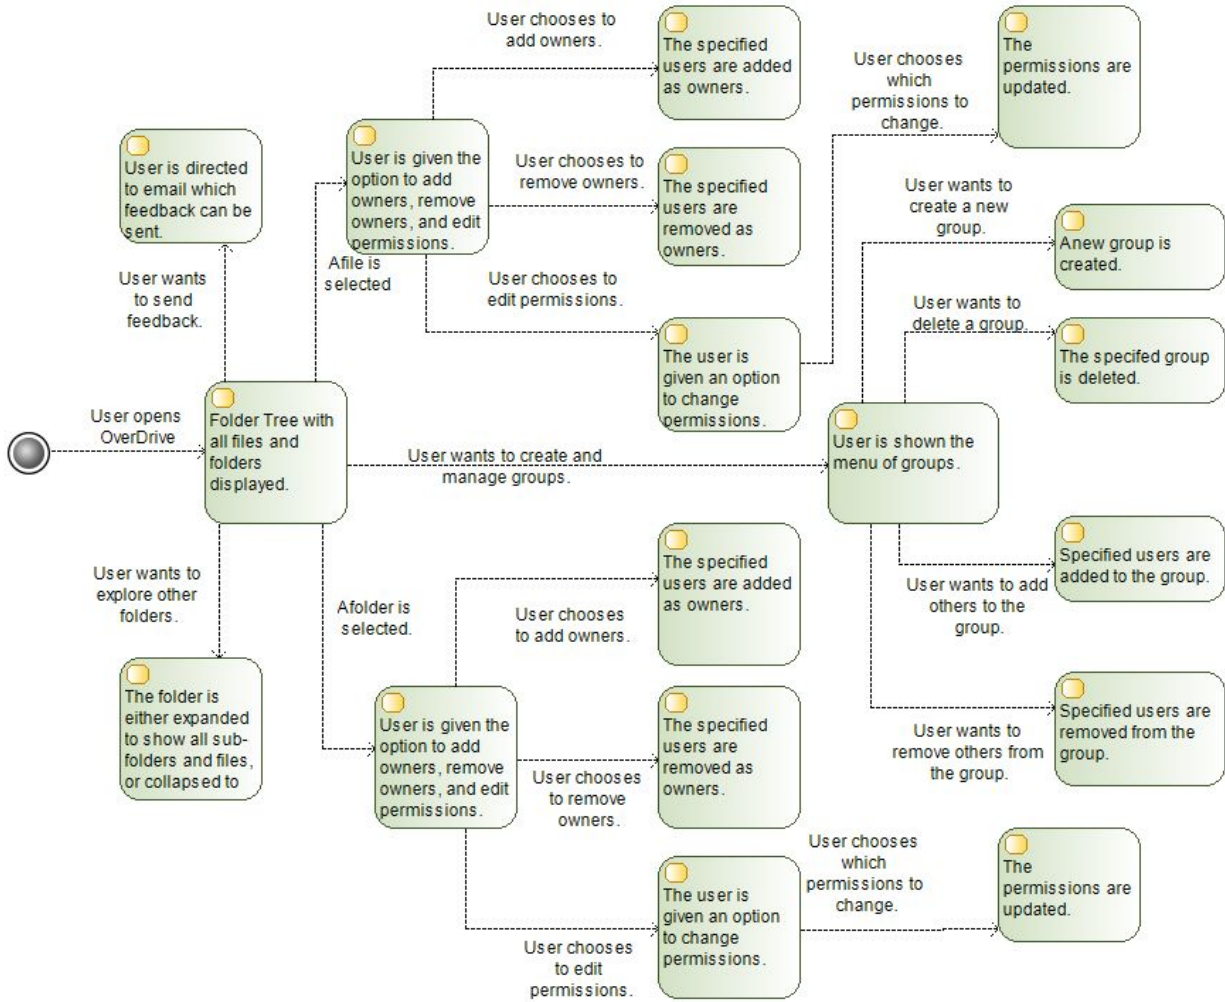 User chooses to
add owners.
The specified
users are added
as owners.
User chooses
which
permissions to
change.
The
permissions are
updated.
User is directed
to email which
feedback can be
sent.
User is given the
option to add
owners, remove
owners, and edit
permissions.
User chooses to
remove owners.
The specified
users are
removed as
owners.
User wants to
create a new
group.
Anew group is
created.
User wants
to send
feedback.
Afile is
selected
User chooses to
edit permissions.
The user is
given an option
to change
permissions.
User wants to
delete a group.
The specifed group
is deleted.
User opens
OverDrive
Folder Tree with
all files and
folders
displayed.
User wants to create and
manage groups.
User is shown the
menu of groups.
User wants to
explore other
folders.
Afolder is
selected.
The specified
users are added
as owners.
User chooses
to add owners.
Specified users are
added to the group.
User wants to add
others to the
group.
The folder is
either expanded
to show all sub-
folders and files,
or collapsed to
User is given the
option to add
owners, remove
owners, and edit
permissions.
The specified
users are
removed as
owners.
User chooses
to remove
owners.
Specified users are
removed from the
group.
User wants to
remove others from
the group.
User chooses
which
permissions to
change.
The
permissions are
updated.
The user is
given an option
to change
permissions.
User chooses
to edit
permissions.